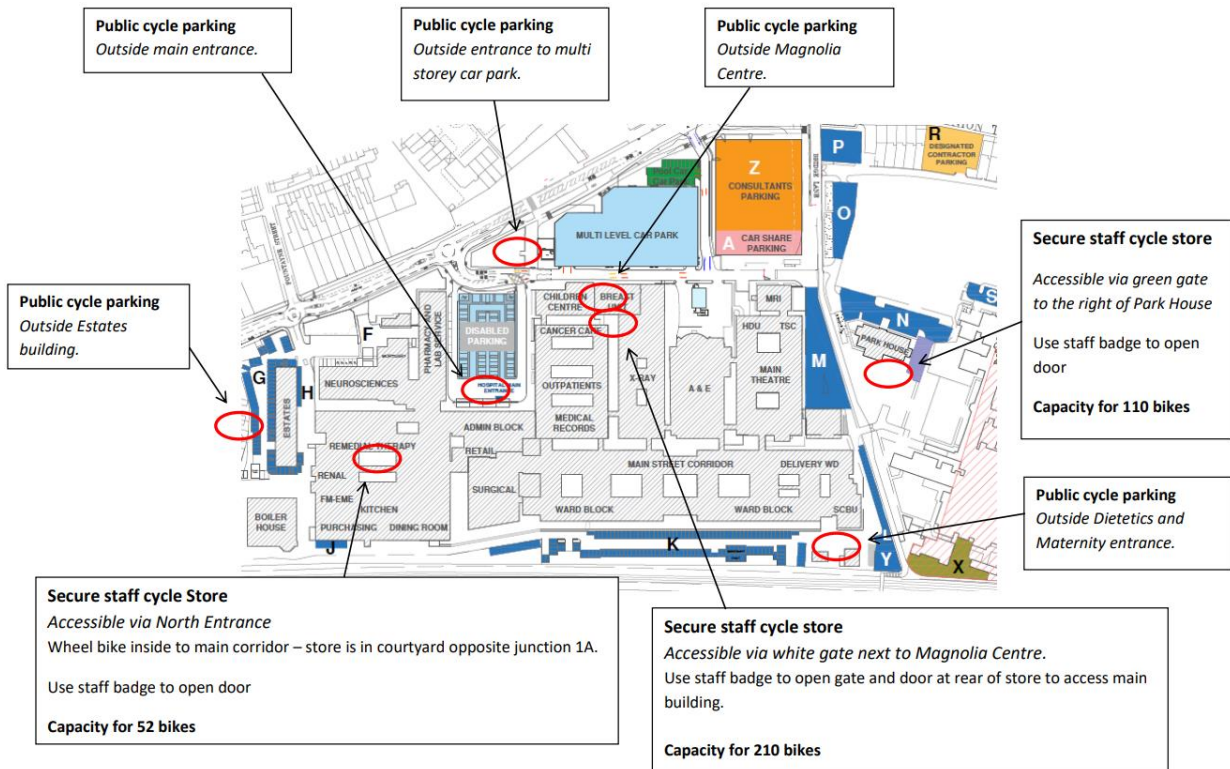 Public cycle parking
Outside main entrance.
Public cycle parking
Outside entrance to multi
storey car park.
Public cycle parking
Outside Magnolia
Centre.
Secure staff cycle store
Accessible via green gate
to the right of Park House
Use staff badge to open
door
Capacity for 110 bikes
Public cycle parking
Outside Estates
building.
Public cycle parking
Outside Dietetics and
Maternity entrance.
Secure staff cycle Store
Accessible via North Entrance
Wheel bike inside to main corridor – store is in courtyard opposite junction 1A.
Use staff badge to open door
Capacity for 52 bikes
Secure staff cycle store
Accessible via white gate next to Magnolia Centre.
Use staff badge to open gate and door at rear of store to access main
building.
Capacity for 210 bikes
P
R
DESIGNATED
CONTRACTOR
PARKING
Z
CONSULTANTS
PARKING
A
CAR SHARE
PARKING
MULTI LEVEL CAR PARK
O
N
S
PARK HOUSE
M
CHILDREN
CENTRE
BREAST
UNIT
MRI
CANCER CARE
HDU
TSC
PHARMACY AND
LAB SERVICE
DISABLED
PARKING
HOSPITAL MAIN
ENTRANCE
F
G
H
ESTATES
NEUROSCIENCES
OUTPATIENTS
X-RAY
A & E
MAIN
THEATRE
MEDICAL
RECORDS
ADMIN BLOCK
REMEDIAL THERAPY
RETAIL
MAIN STREET CORRIDOR
DELIVERY WD
RENAL
SURGICAL
FM-EME
KITCHEN
BOILER
HOUSE
WARD BLOCK
WARD BLOCK
SCBU
PURCHASING
DINING ROOM
J
K
L
Y
X